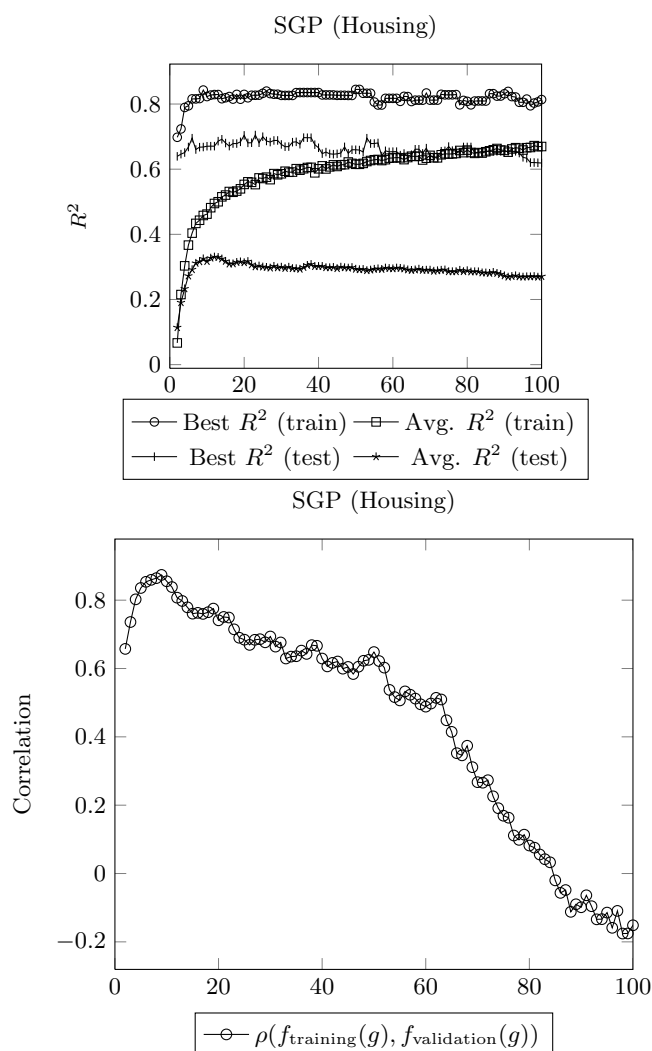 SGP (Housing)
0.8
0.6
0.4
0.2
0
R²
0 20 40 60 80 100
Best R² (train) Avg. R² (train)
Best R² (test) Avg. R² (test)
SGP (Housing)
0.8
0.6
0.4
0.2
0
−0.2
Correlation
0 20 40 60 80 100
ρ(f_training(g), f_validation(g))